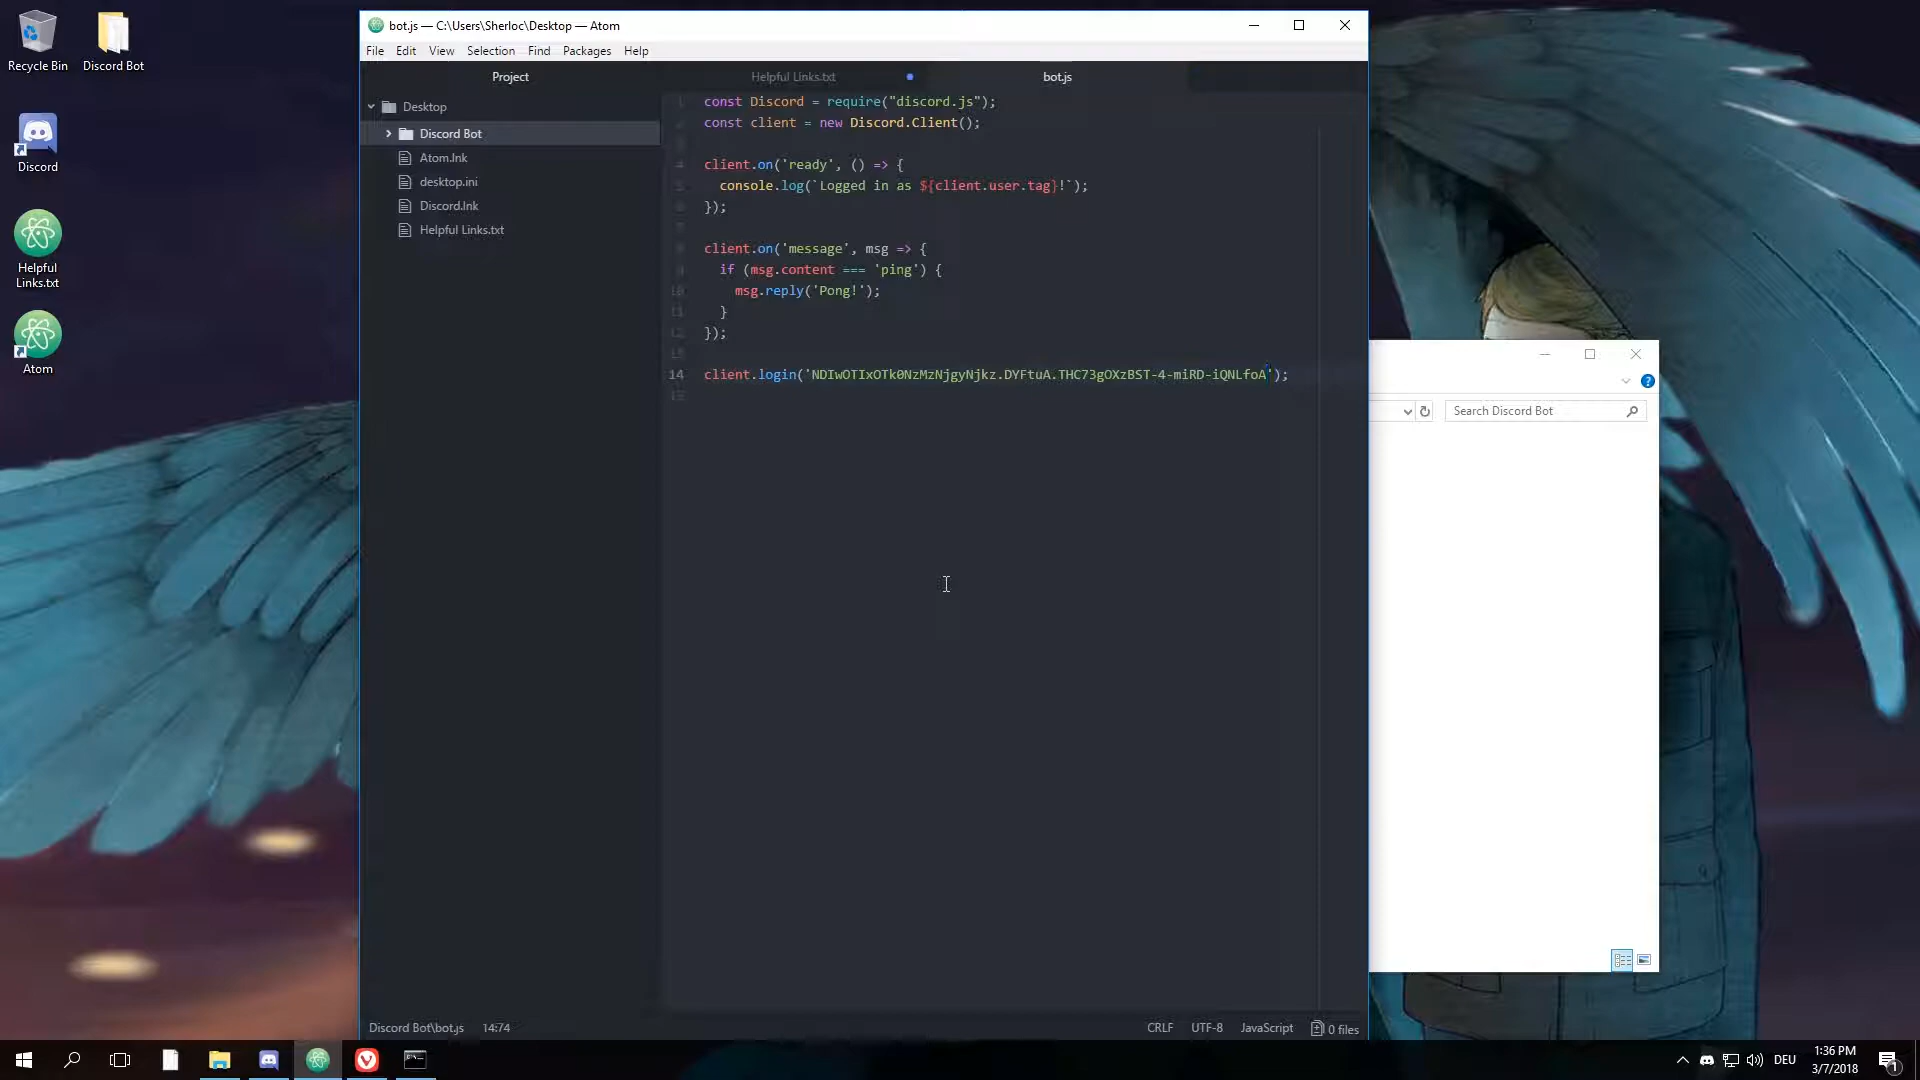 Recycle Bin
Discord Bot
Discord
Helpful
Links.txt
Atom
bot.js — C:\Users\Sherloc\Desktop — Atom
File Edit View Selection Find Packages Help
Project
Helpful Links.txt
bot.js
Desktop
Discord Bot
Atom.lnk
desktop.ini
Discord.lnk
Helpful Links.txt
const Discord = require("discord.js");
const client = new Discord.Client();
client.on('ready', () => {
console.log(`Logged in as ${client.user.tag}!`);
});
client.on('message', msg => {
if (msg.content === 'ping') {
msg.reply('Pong!');
}
});
14 client.login('NDIwOTIxOTk0NzMzNjgyNjkz.DYFtuA.THC73gOXzBST-4-miRD-iQNLfoA');
Search Discord Bot
Discord Bot\bot.js 14:74
CRLF UTF-8 JavaScript 0 files
DEU
1:36 PM
3/7/2018
1